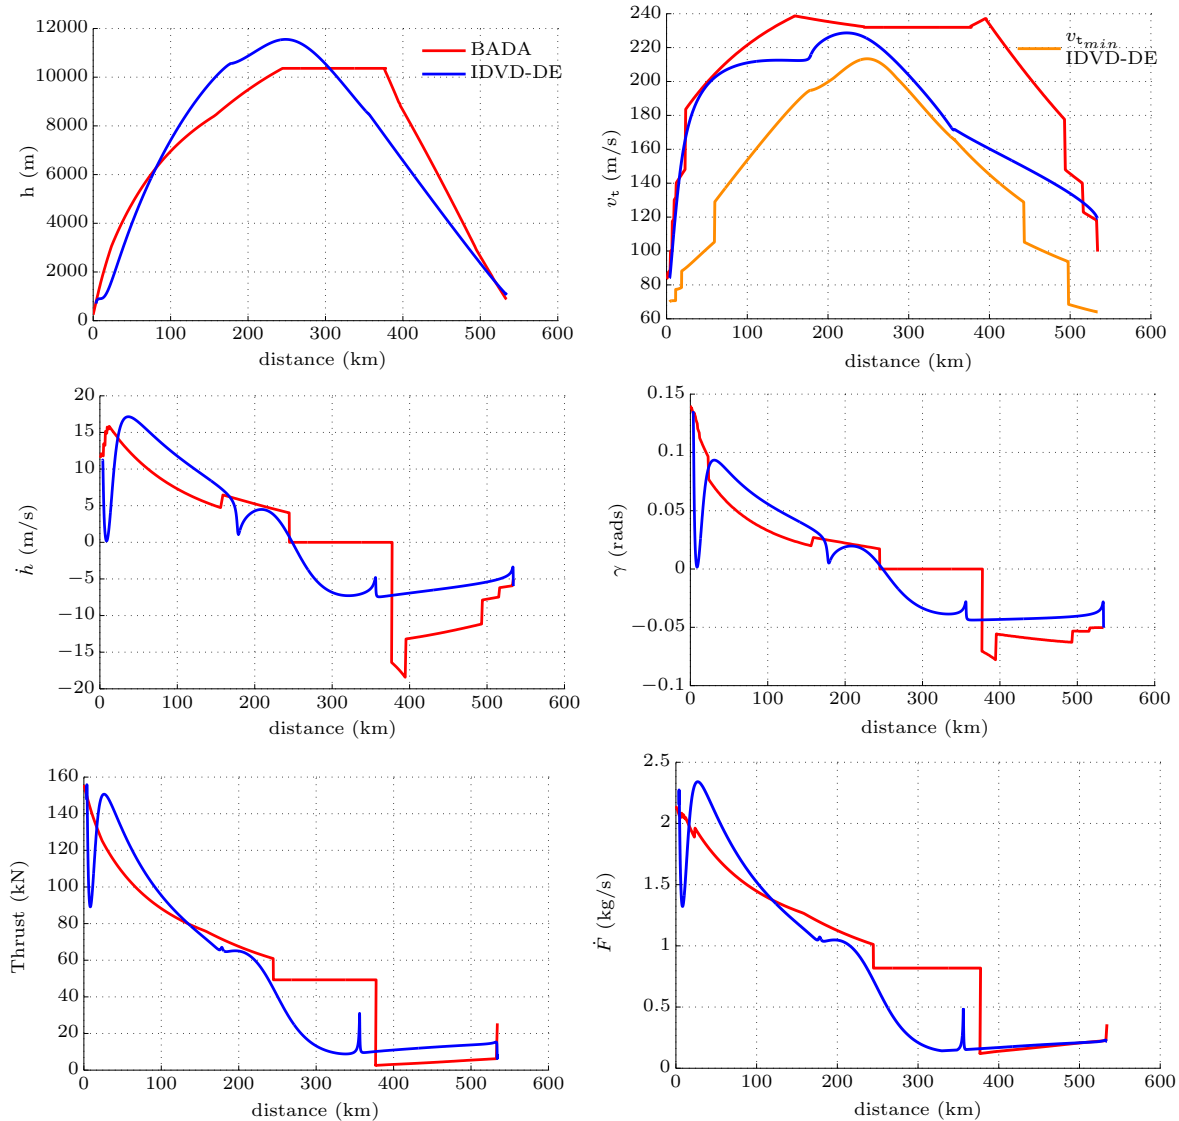 12000
10000
8000
6000
4000
2000
0
h (m)
0 100 200 300 400 500 600
distance (km)
BADA
IDVD-DE
240
220
200
180
160
140
120
100
80
60
v_t (m/s)
0 100 200 300 400 500 600
distance (km)
v_{t_{min}}
IDVD-DE
20
15
10
5
0
−5
−10
−15
−20
ḣ (m/s)
0 100 200 300 400 500 600
distance (km)
0.15
0.1
0.05
0
−0.05
−0.1
γ (rads)
0 100 200 300 400 500 600
distance (km)
160
140
120
100
80
60
40
20
0
Thrust (kN)
0 100 200 300 400 500 600
distance (km)
2.5
2
1.5
1
0.5
0
Ḟ (kg/s)
0 100 200 300 400 500 600
distance (km)